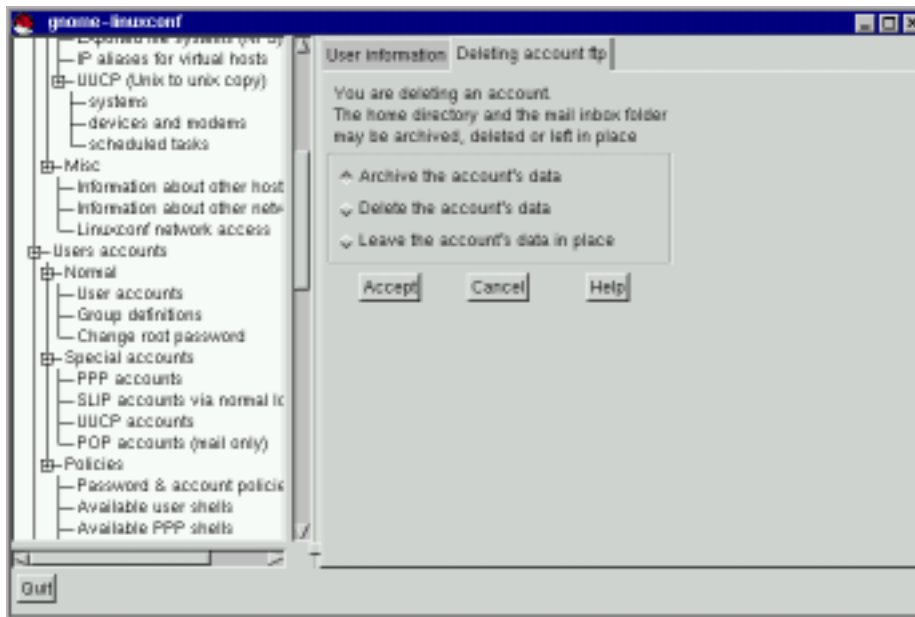 gnome-linuxconf
Exported file systems (NFS)
IP aliases for virtual hosts
UUCP (Unix to unix copy)
systems
devices and modems
scheduled tasks
Misc
Information about other host
Information about other netw
Linuxconf network access
Users accounts
Normal
User accounts
Group definitions
Change root password
Special accounts
PPP accounts
SLIP accounts via normal lo
UUCP accounts
POP accounts (mail only)
Policies
Password & account policie
Available user shells
Available PPP shells
Quit
User information
Deleting account ftp
You are deleting an account.
The home directory and the mail inbox folder
may be archived, deleted or left in place
Archive the account's data
Delete the account's data
Leave the account's data in place
Accept
Cancel
Help